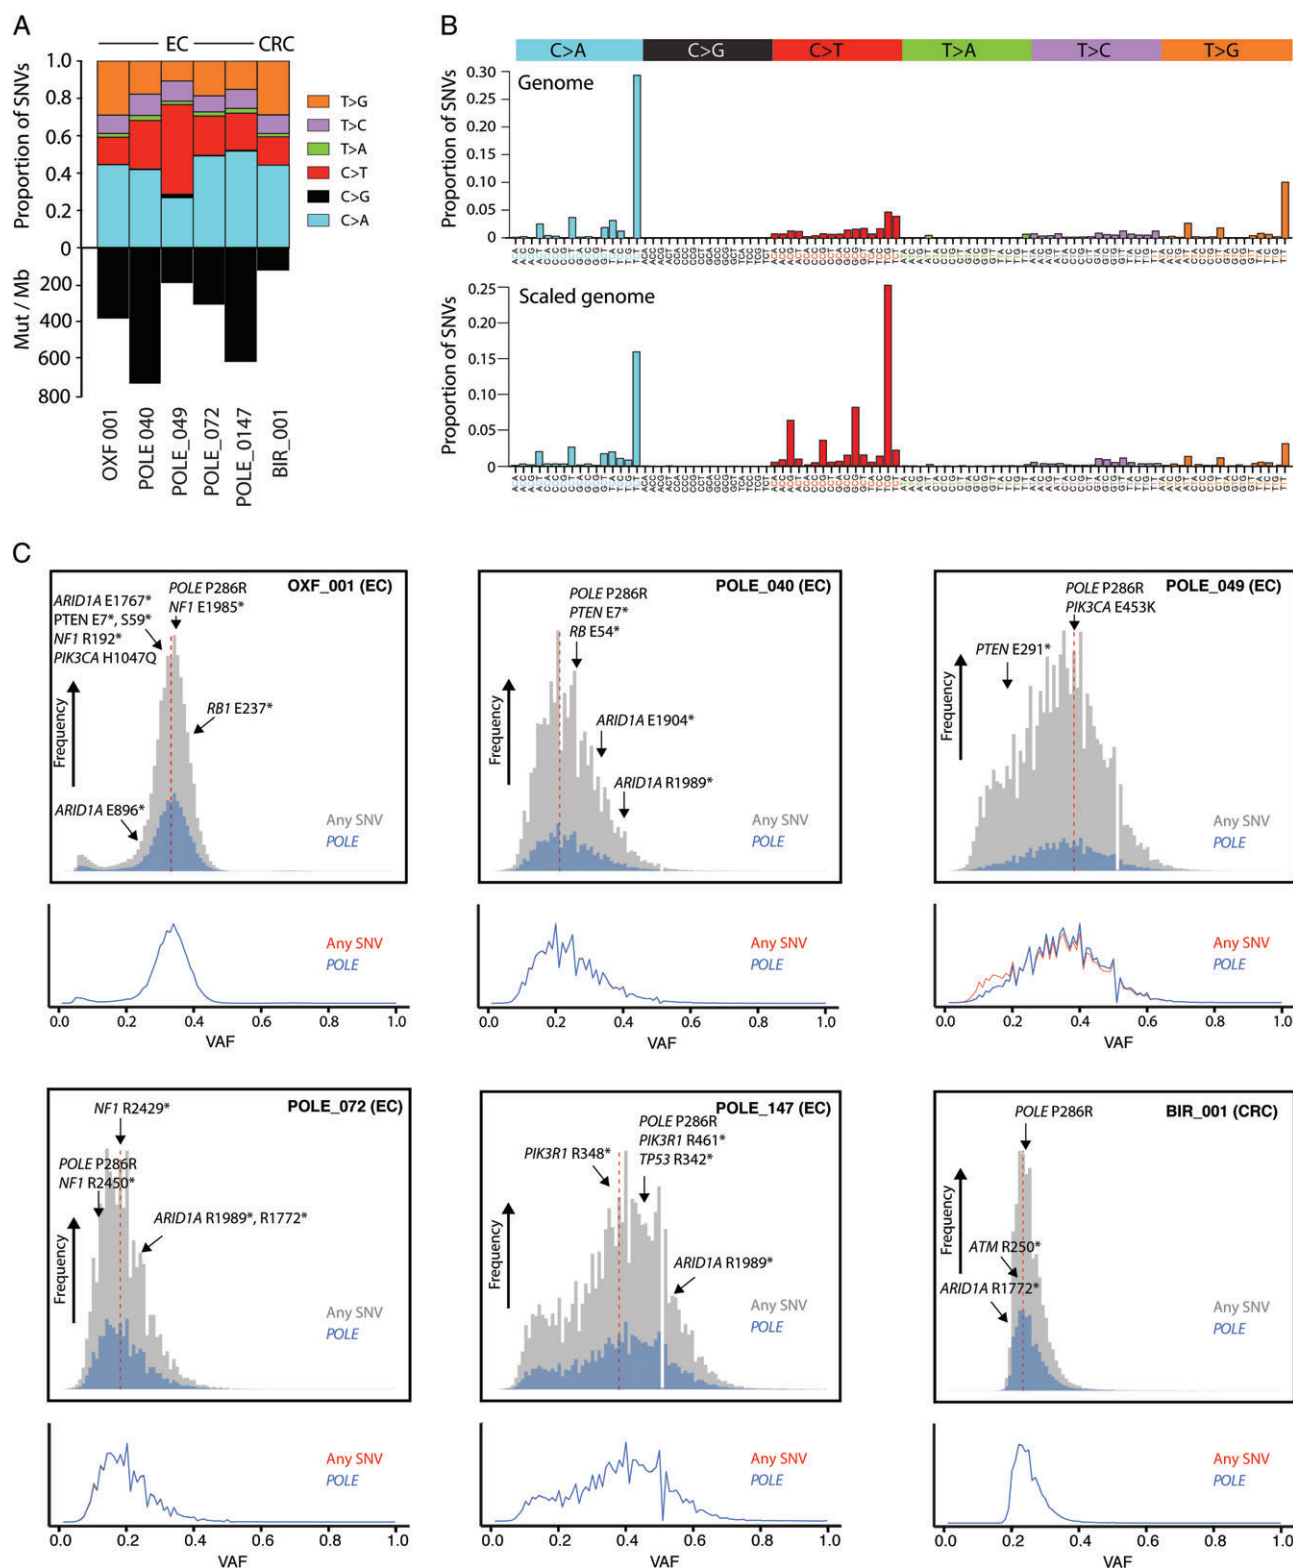 A
EC
CRC
1.0
0.8
0.6
0.4
0.2
0
Proportion of SNVs
200
400
600
800
Mut / Mb
T>G
T>C
T>A
C>T
C>G
C>A
OXF 001
POLE 040
POLE_049
POLE_072
POLE_0147
BIR_001
B
C>A
C>G
C>T
T>A
T>C
T>G
Genome
0.30
0.20
0.10
0.050
0
Proportion of SNVs
Scaled genome
0.25
0.20
0.15
0.10
0.05
0
Proportion of SNVs
C
OXF_001 (EC)
POLE P286R
NF1 E1985*
ARID1A E1767*
PTEN E7*, S59*
NF1 R192*
PIK3CA H1047Q
RB1 E237*
ARID1A E896*
Frequency
Any SNV
POLE
Any SNV
POLE
0.0 0.2 0.4 0.6 0.8 1.0
VAF
POLE_040 (EC)
POLE P286R
PTEN E7*
RB E54*
ARID1A E1904*
ARID1A R1989*
Frequency
Any SNV
POLE
Any SNV
POLE
0.0 0.2 0.4 0.6 0.8 1.0
VAF
POLE_049 (EC)
POLE P286R
PIK3CA E453K
PTEN E291*
Frequency
Any SNV
POLE
Any SNV
POLE
0.0 0.2 0.4 0.6 0.8 1.0
VAF
POLE_072 (EC)
NF1 R2429*
POLE P286R
NF1 R2450*
ARID1A R1989*, R1772*
Frequency
Any SNV
POLE
Any SNV
POLE
0.0 0.2 0.4 0.6 0.8 1.0
VAF
POLE_147 (EC)
POLE P286R
PIK3R1 R461*
TP53 R342*
PIK3R1 R348*
ARID1A R1989*
Frequency
Any SNV
POLE
Any SNV
POLE
0.0 0.2 0.4 0.6 0.8 1.0
VAF
BIR_001 (CRC)
POLE P286R
ATM R250*
ARID1A R1772*
Frequency
Any SNV
POLE
Any SNV
POLE
0.0 0.2 0.4 0.6 0.8 1.0
VAF